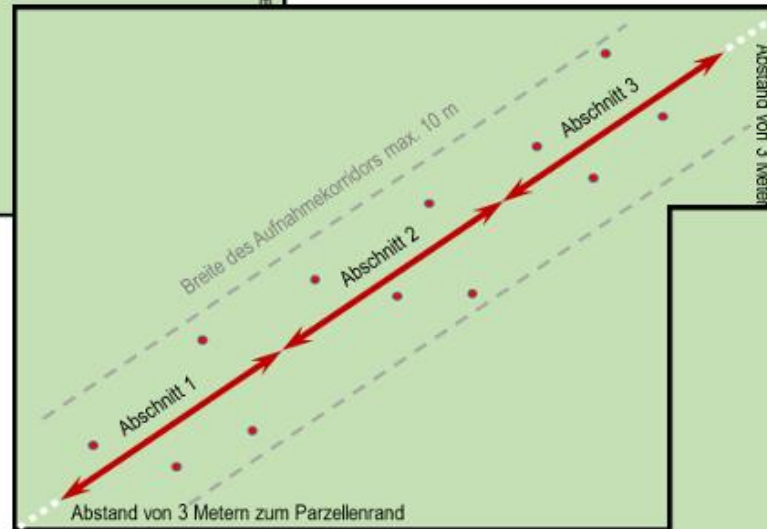 Breite des Aufnahmekorridors max. 10 m
Abschnitt 3
Abschnitt 2
Abschnitt 1
Abstand von 3 Metern zum Parzellenrand
Abstand von 3 Meter